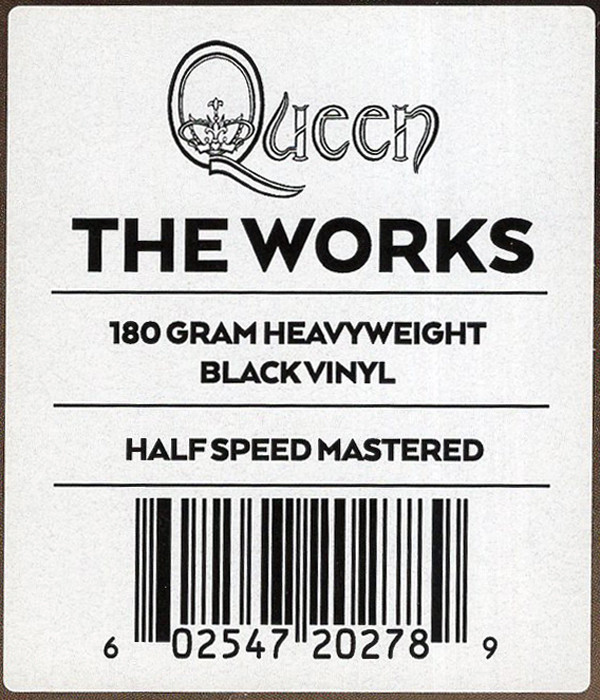 Queen
THE WORKS
180 GRAM HEAVYWEIGHT
BLACK VINYL
HALF SPEED MASTERED
6 02547 20278 9